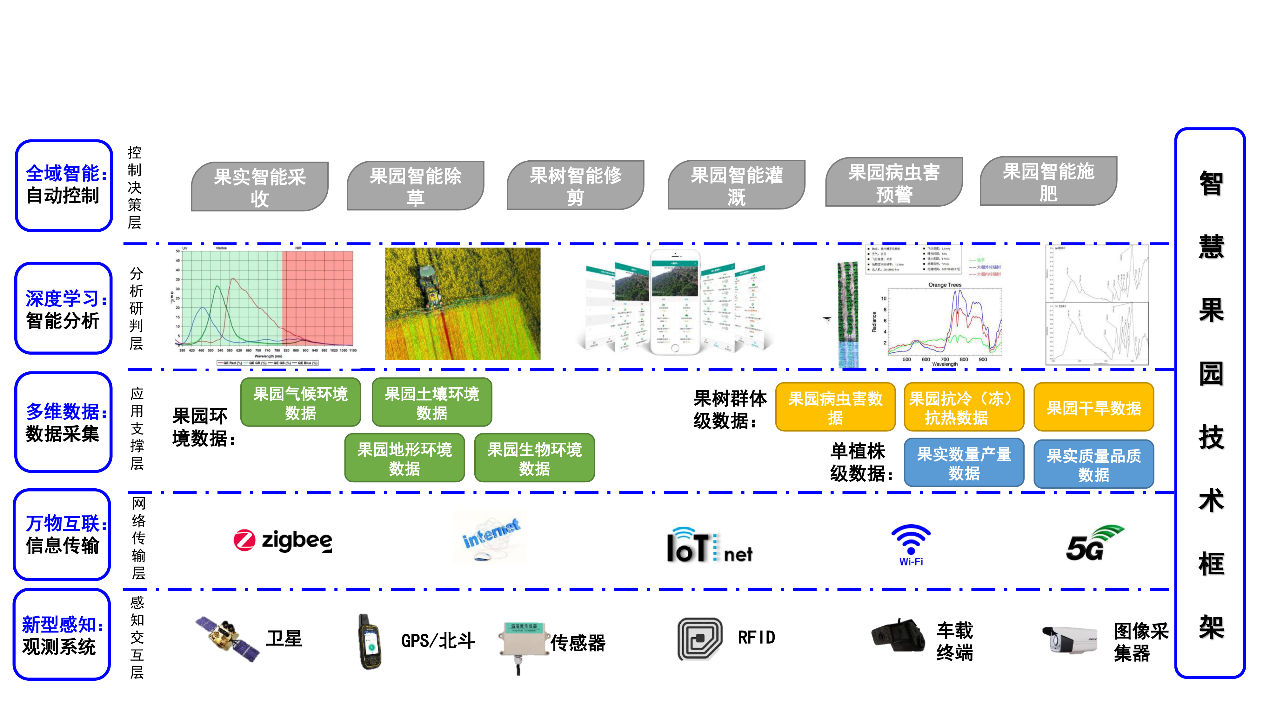 全域智能：
自动控制
控制决策层
果实智能采
收
果园智能除
草
果树智能修
剪
果园智能灌
溉
果园病虫害
预警
果园智能施
肥
深度学习：
智能分析
分析研判层
Orange Trees
Radiance
Wavelength
多维数据：
数据采集
应用支撑层
果园环
境数据：
果园气候环境
数据
果园土壤环境
数据
果园地形环境
数据
果园生物环境
数据
果树群体
级数据：
果园病虫害数
据
果园抗冷（冻）
抗热数据
果园干旱数据
单植株
级数据：
果实数量产量
数据
果实质量品质
数据
万物互联：
信息传输
网络传输层
zigbee
internet
IoT net
Wi-Fi
5G
新型感知：
观测系统
感知交互层
卫星
GPS/北斗
传感器
RFID
车载
终端
图像采
集器
智慧果园技术框架